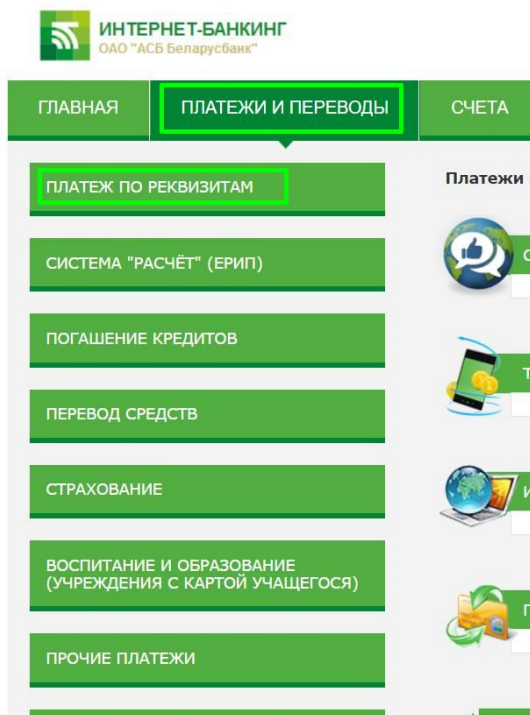 ИНТЕРНЕТ-БАНКИНГ
ОАО "АСБ Беларусбанк"
ГЛАВНАЯ ПЛАТЕЖИ И ПЕРЕВОДЫ СЧЕТА
ПЛАТЕЖ ПО РЕКВИЗИТАМ
СИСТЕМА "РАСЧЁТ" (ЕРИП)
ПОГАШЕНИЕ КРЕДИТОВ
ПЕРЕВОД СРЕДСТВ
СТРАХОВАНИЕ
ВОСПИТАНИЕ И ОБРАЗОВАНИЕ
(УЧРЕЖДЕНИЯ С КАРТОЙ УЧАЩЕГОСЯ)
ПРОЧИЕ ПЛАТЕЖИ
Платежи